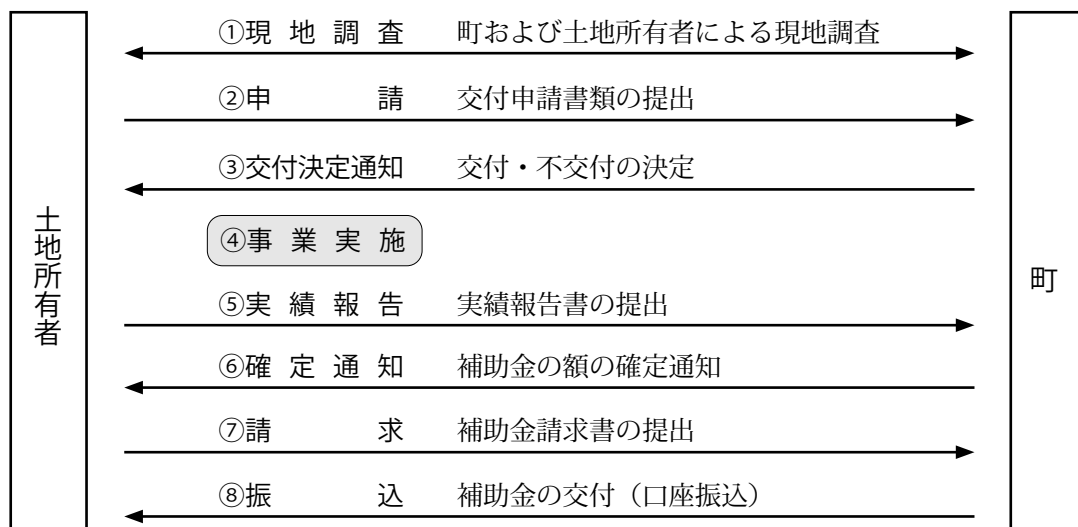 ①現地調査 町および土地所有者による現地調査
②申請 交付申請書類の提出
③交付決定通知 交付・不交付の決定
④事業実施
⑤実績報告 実績報告書の提出
⑥確定通知 補助金の額の確定通知
⑦請求 補助金請求書の提出
⑧振込 補助金の交付（口座振込）
土地所有者
町